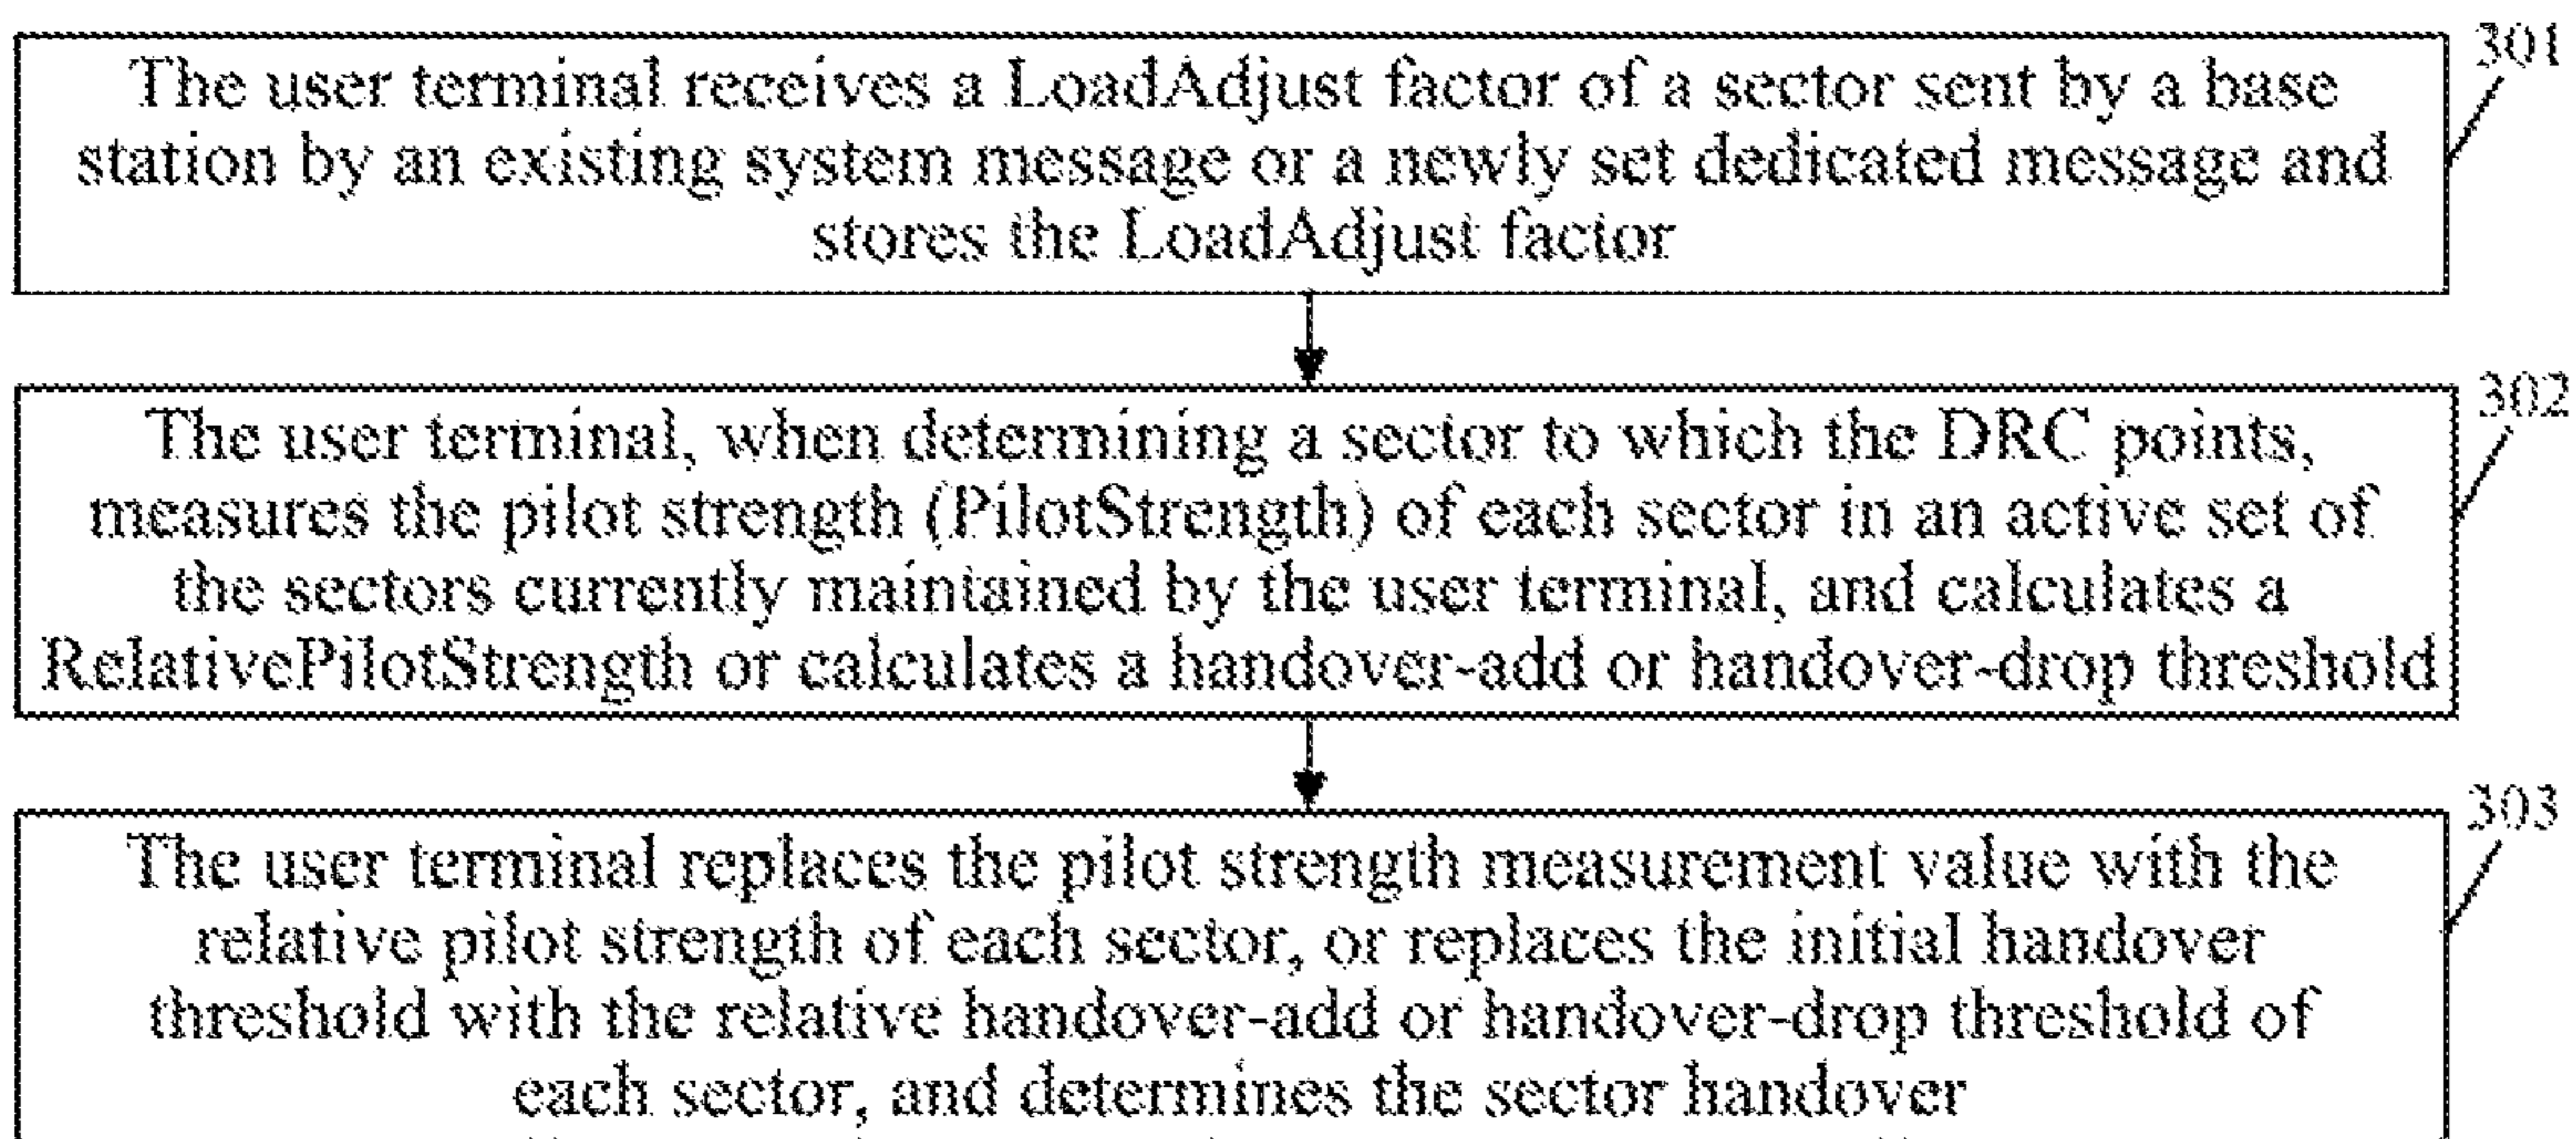 301
The user terminal receives a LoadAdjust factor of a sector sent by a base
station by an existing system message or a newly set dedicated message and
stores the LoadAdjust factor
302
The user terminal, when determining a sector to which the DRC points,
measures the pilot strength (PilotStrength) of each sector in an active set of
the sectors currently maintained by the user terminal, and calculates a
RelativePilotStrength or calculates a handover-add or handover-drop threshold
303
The user terminal replaces the pilot strength measurement value with the
relative pilot strength of each sector, or replaces the initial handover
threshold with the relative handover-add or handover-drop threshold of
each sector, and determines the sector handover